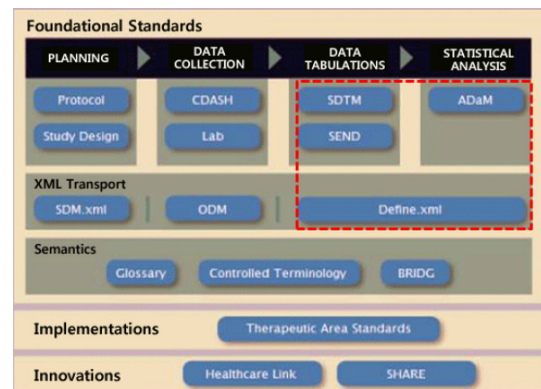 Foundational Standards
PLANNING
DATA
COLLECTION
DATA
TABULATIONS
STATISTICAL
ANALYSIS
Protocol
CDASH
SDTM
ADaM
Study Design
Lab
SEND
XML Transport
SDM.xml
ODM
Define.xml
Semantics
Glossary
Controlled Terminology
BRIDG
Implementations
Therapeutic Area Standards
Innovations
Healthcare Link
SHARE